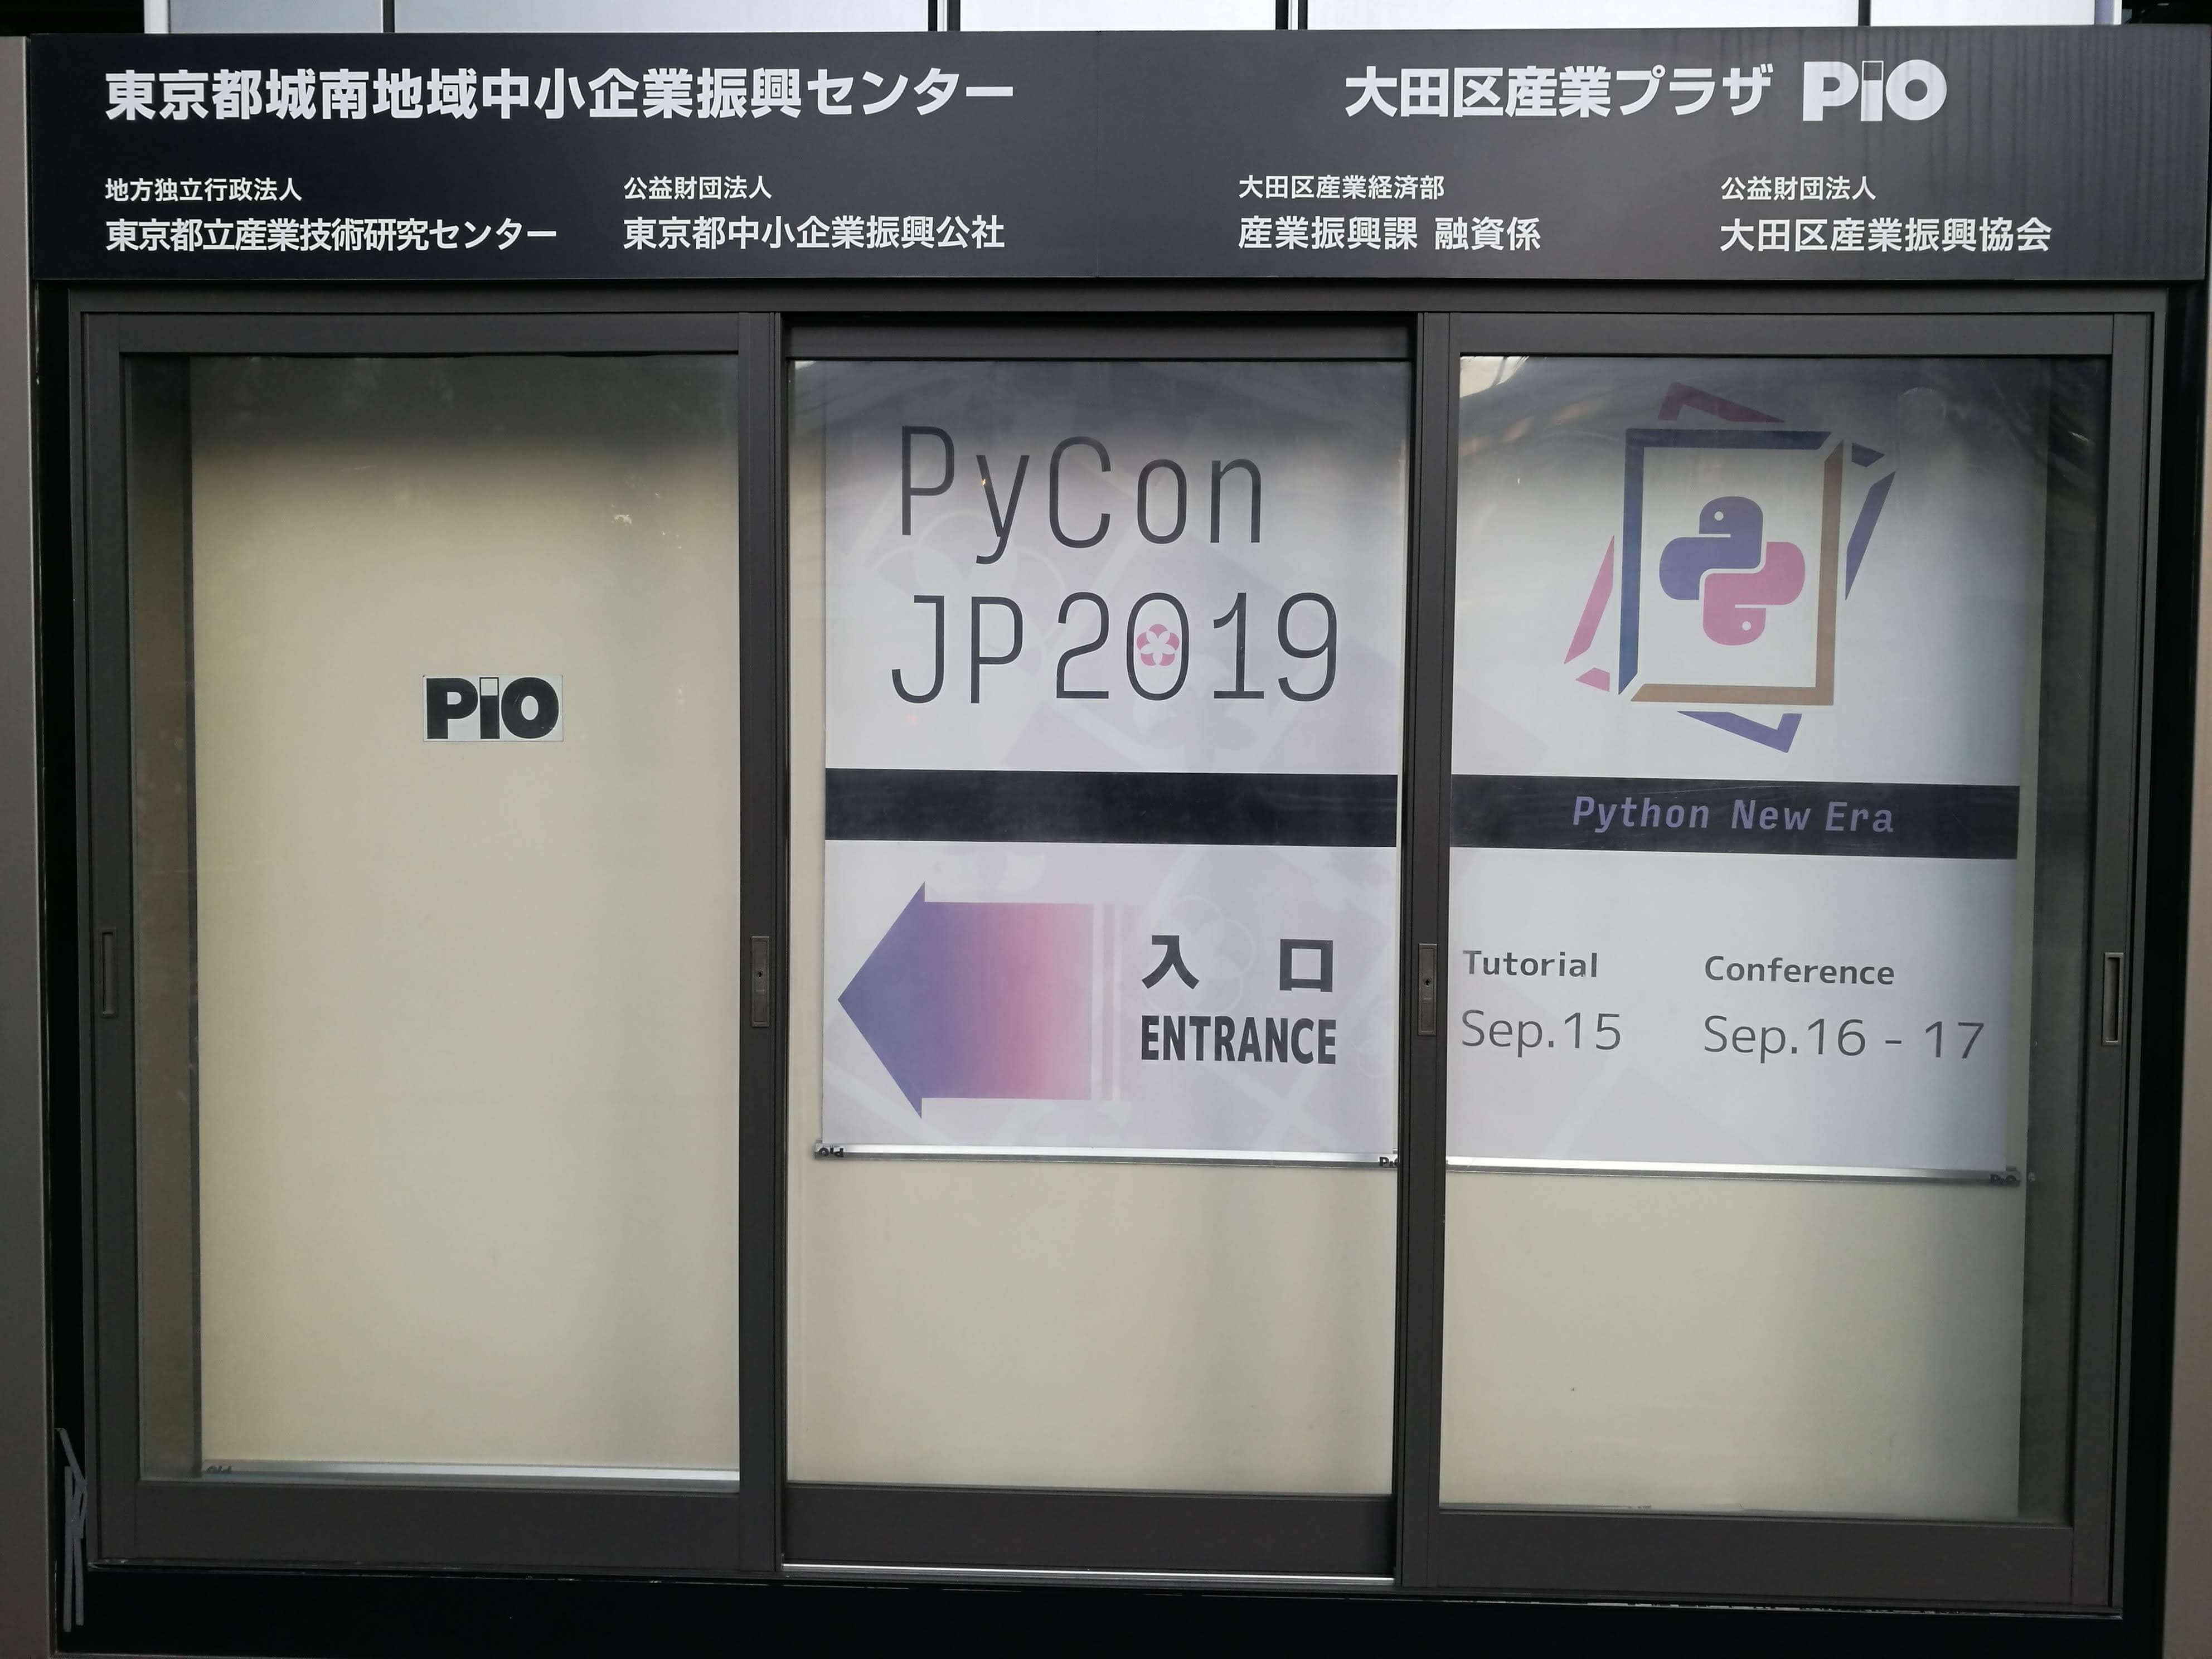 東京都城南地域中小企業振興センター
大田区産業プラザ PiO
地方独立行政法人
東京都立産業技術研究センター
公益財団法人
東京都中小企業振興公社
大田区産業経済部
産業振興課 融資係
公益財団法人
大田区産業振興協会
PiO
PyCon
JP2019
入口
ENTRANCE
Python New Era
Tutorial
Sep.15
Conference
Sep.16 - 17
PiO
PiO
PiO
PiO